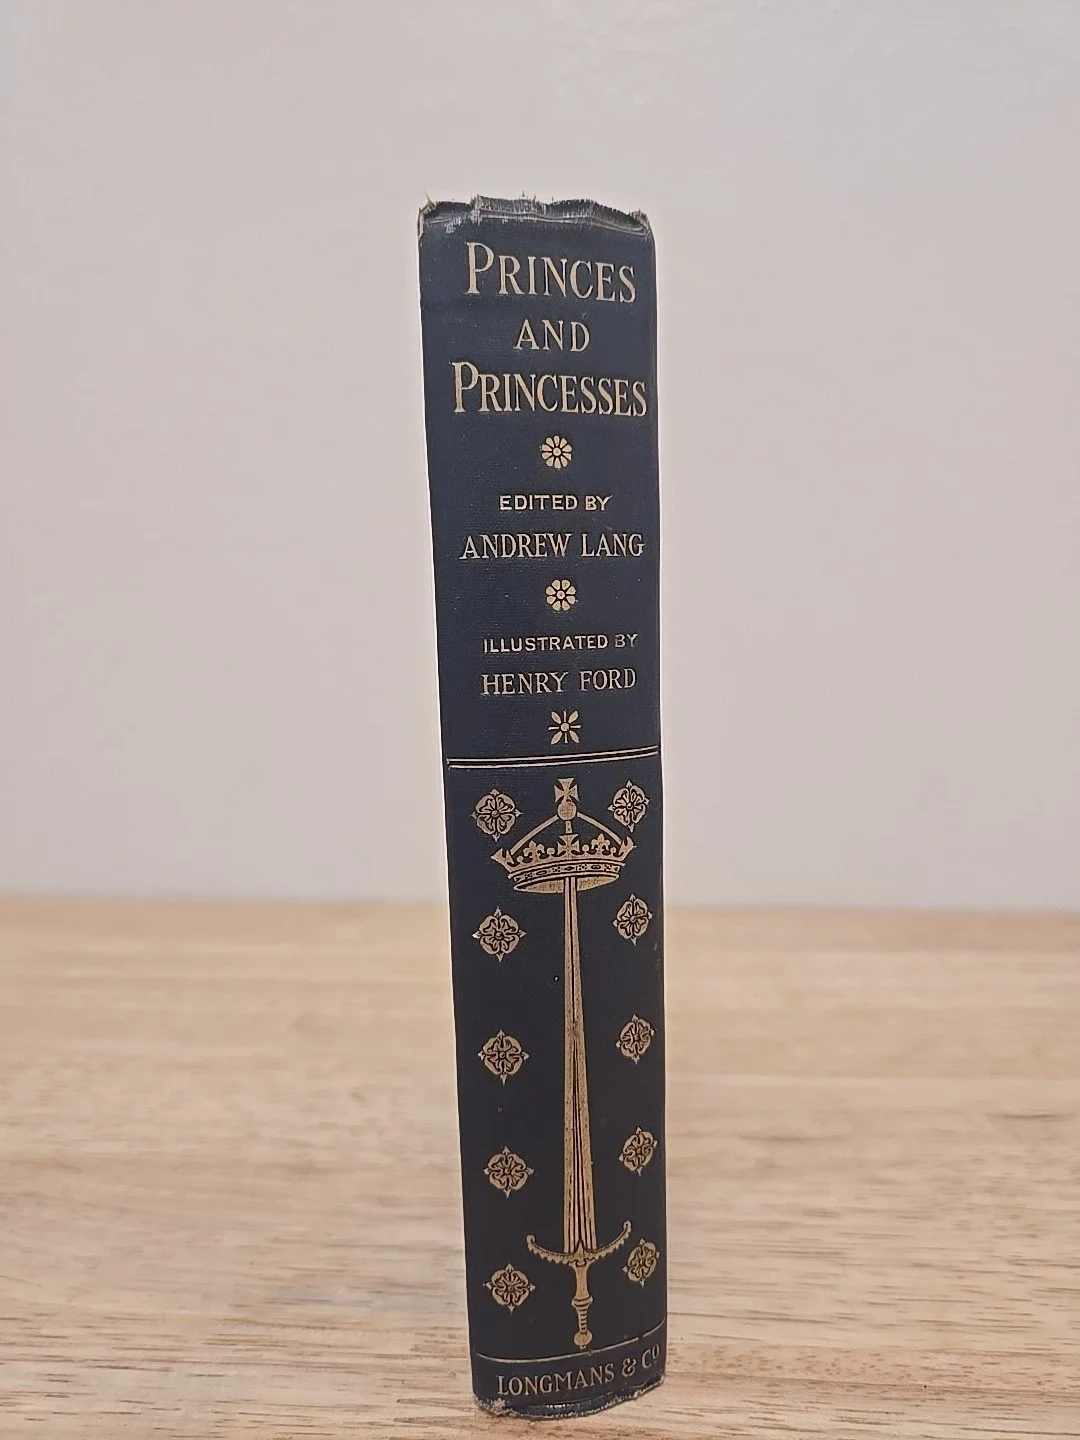 PRINCES
AND
PRINCESSES
EDITED BY
ANDREW LANG
ILLUSTRATED BY
HENRY FORD
LONGMANS & Co